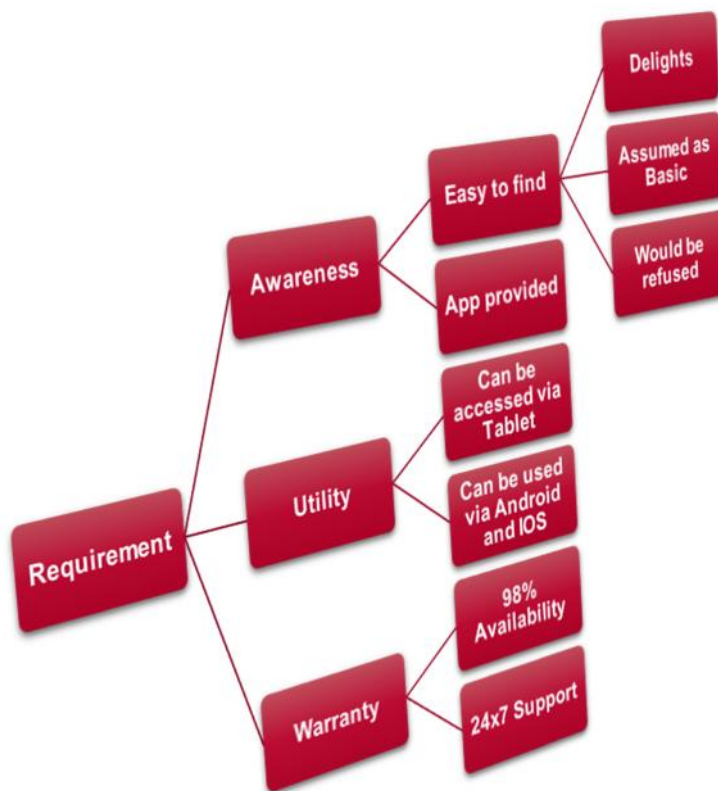 Requirement
Awareness
Easy to find
Delights
Assumed as
Basic
Would be
refused
App provided
Utility
Can be
accessed via
Tablet
Can be used
via Android
and IOS
Warranty
98%
Availability
24x7 Support